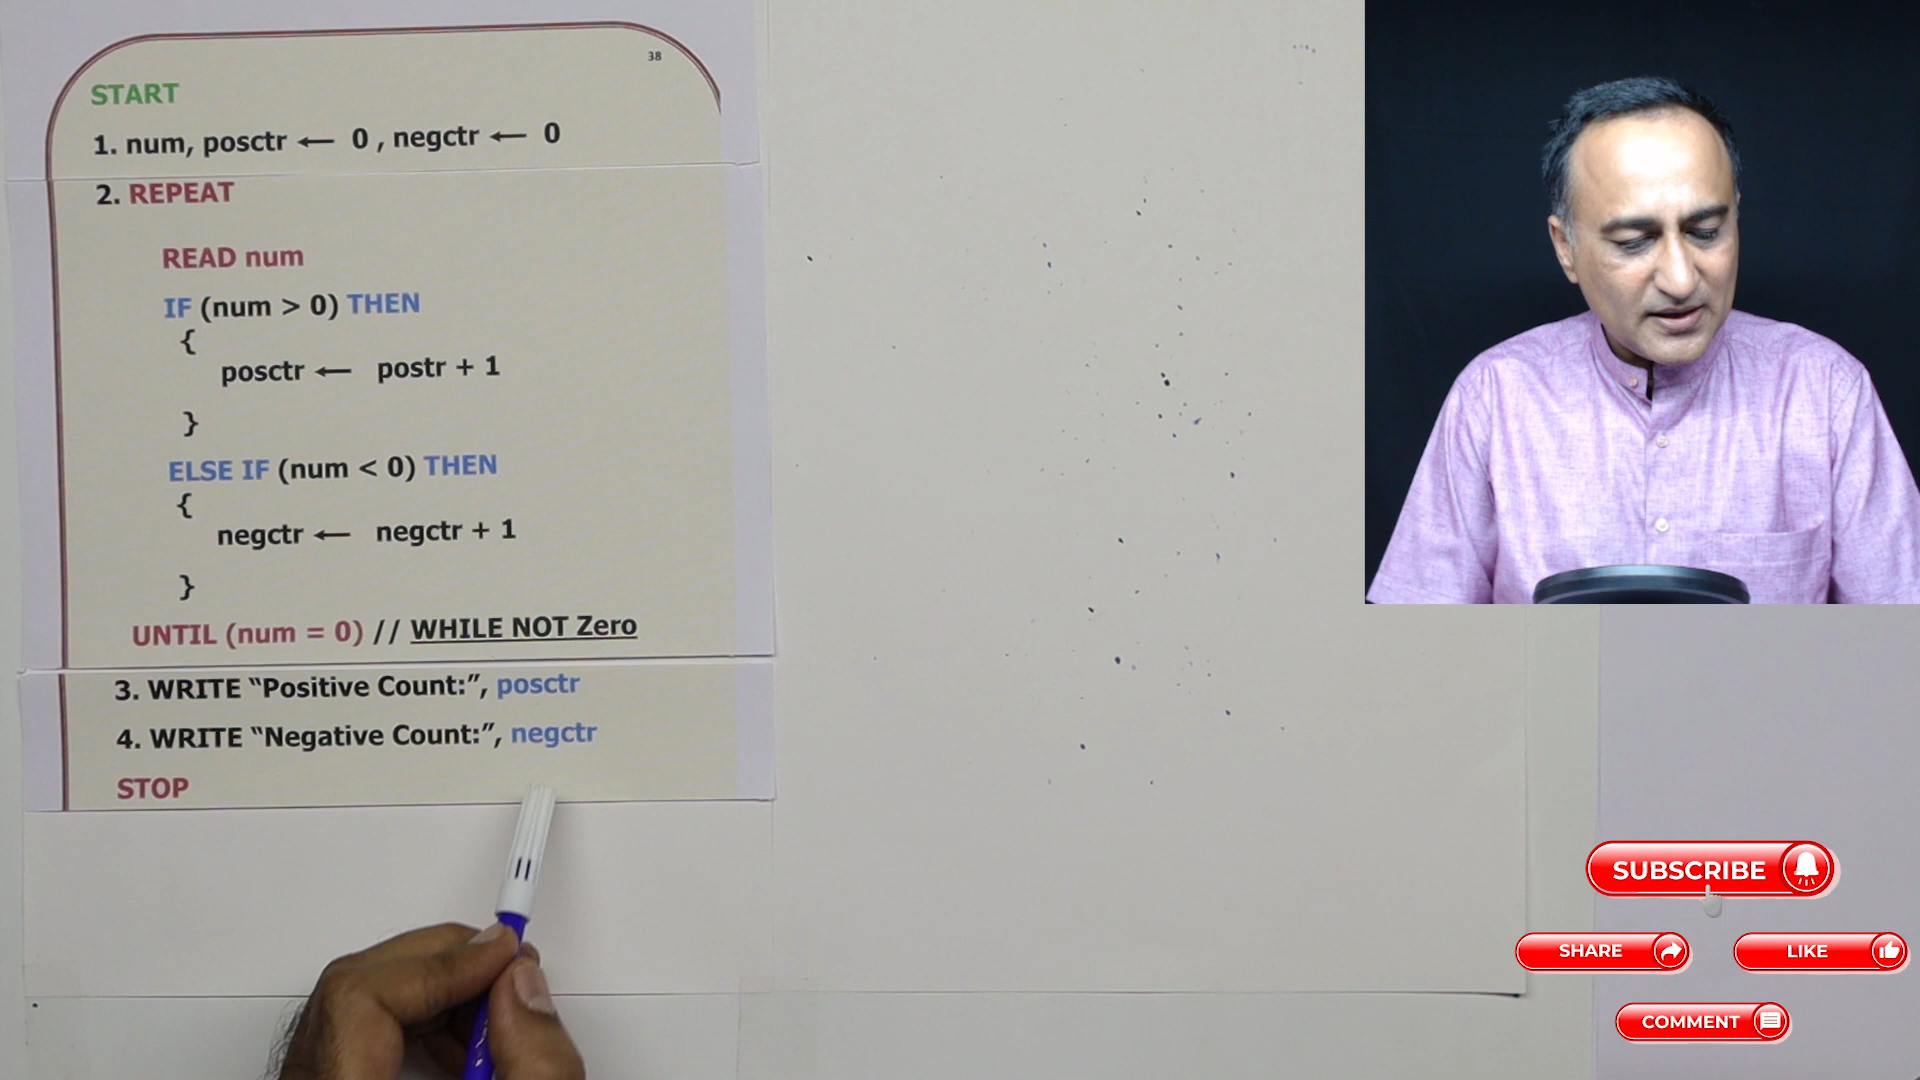 38
START
1. num, posctr ← 0 , negctr ← 0
2. REPEAT
READ num
IF (num > 0) THEN
{
posctr ← postr + 1
}
ELSE IF (num < 0) THEN
{
negctr ← negctr + 1
}
UNTIL (num = 0) // WHILE NOT Zero
3. WRITE “Positive Count:”, posctr
4. WRITE “Negative Count:”, negctr
STOP
SUBSCRIBE
SHARE
LIKE
COMMENT